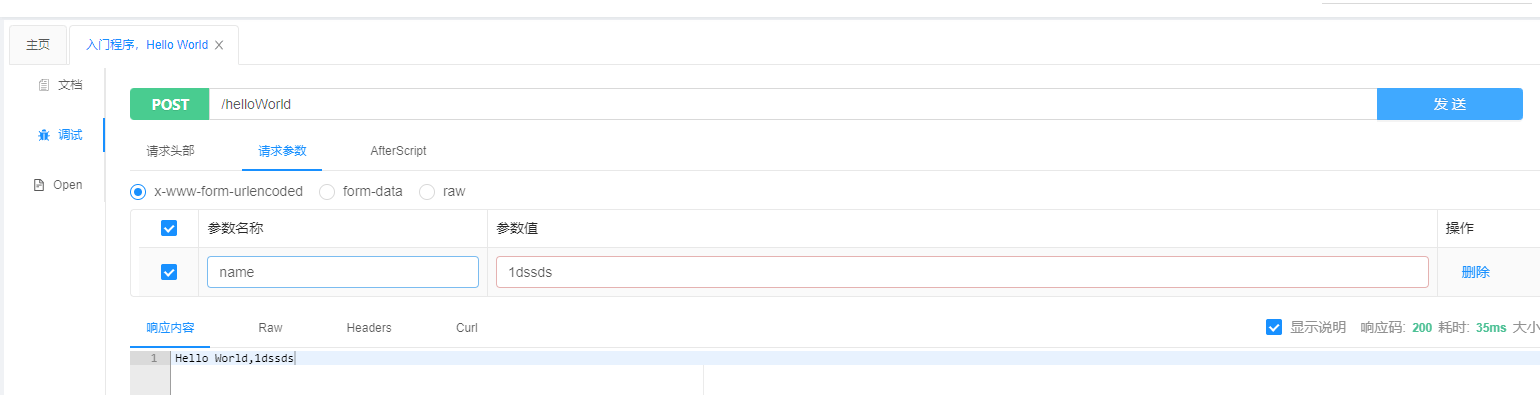 主页
入门程序，Hello World
文档
调试
Open
POST /helloWorld 发 送
请求头部 请求参数 AfterScript
x-www-form-urlencoded form-data raw
参数名称 参数值 操作
name 1dssds 删除
响应内容 Raw Headers Curl 显示说明 响应码: 200 耗时: 35ms 大小
1 Hello World,1dssds